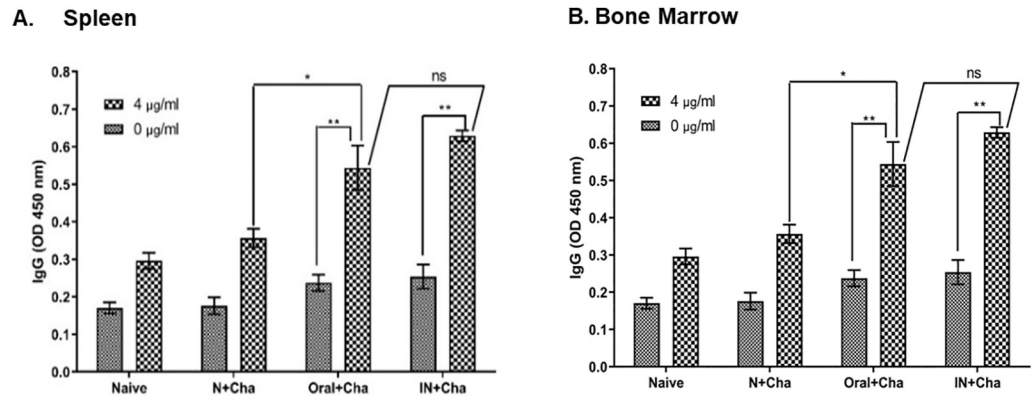 A. Spleen
0.8
0.7
0.6
0.5
0.4
0.3
0.2
0.1
0.0
IgG (OD 450 nm)
4 µg/ml
0 µg/ml
*
**
ns
**
Naive N+Cha Oral+Cha IN+Cha
B. Bone Marrow
0.8
0.7
0.6
0.5
0.4
0.3
0.2
0.1
0.0
IgG (OD 450 nm)
4 µg/ml
0 µg/ml
*
**
ns
**
Naive N+Cha Oral+Cha IN+Cha